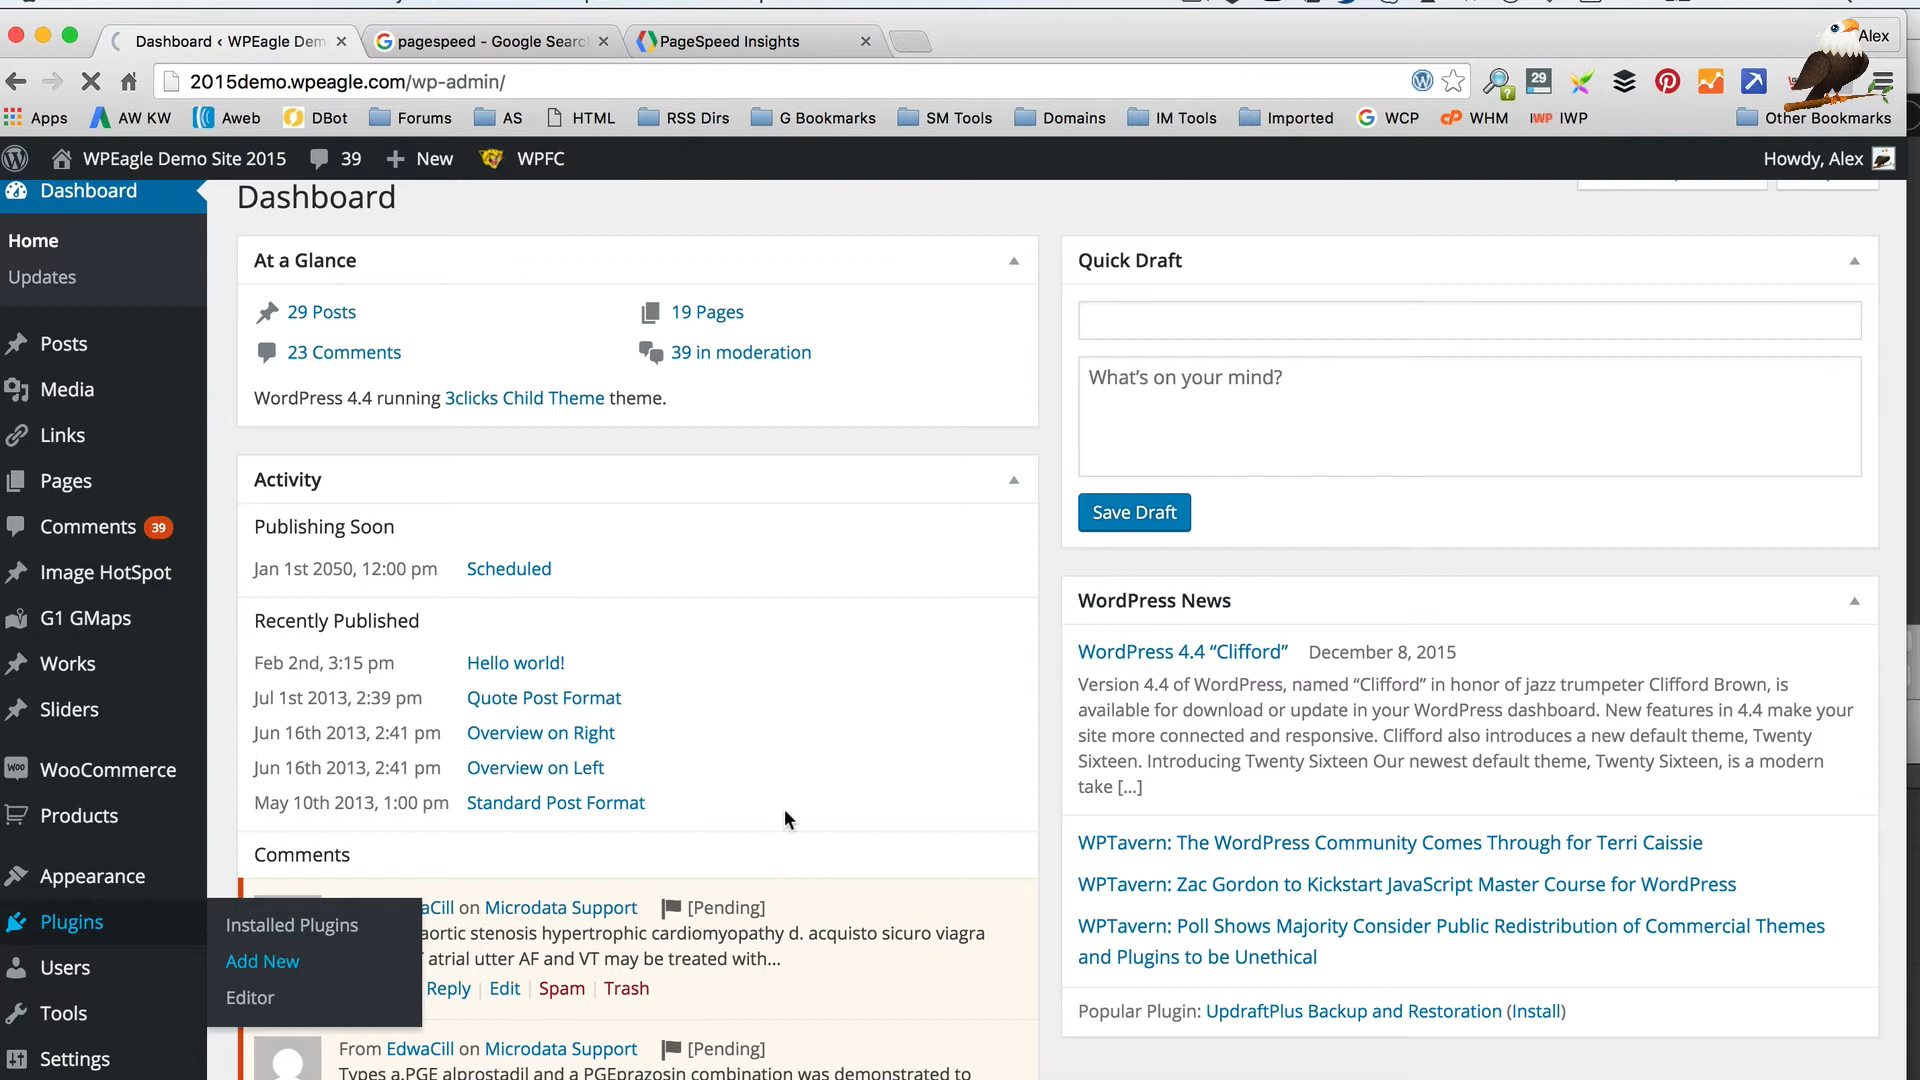 Dashboard ‹ WPEagle Dem
pagespeed - Google Searc
PageSpeed Insights
Alex
2015demo.wpeagle.com/wp-admin/
29
Apps
AW KW
Aweb
DBot
Forums
AS
HTML
RSS Dirs
G Bookmarks
SM Tools
Domains
IM Tools
Imported
WCP
WHM
IWP IWP
Other Bookmarks
WPEagle Demo Site 2015
39
New
WPFC
Howdy, Alex
Dashboard
Home
Updates
Posts
Media
Links
Pages
Comments 39
Image HotSpot
G1 GMaps
Works
Sliders
WooCommerce
Products
Appearance
Plugins
Users
Tools
Settings
Installed Plugins
Add New
Editor
Dashboard
At a Glance
29 Posts
19 Pages
23 Comments
39 in moderation
WordPress 4.4 running 3clicks Child Theme theme.
Activity
Publishing Soon
Jan 1st 2050, 12:00 pm Scheduled
Recently Published
Feb 2nd, 3:15 pm Hello world!
Jul 1st 2013, 2:39 pm Quote Post Format
Jun 16th 2013, 2:41 pm Overview on Right
Jun 16th 2013, 2:41 pm Overview on Left
May 10th 2013, 1:00 pm Standard Post Format
Comments
aCill on Microdata Support [Pending]
aortic stenosis hypertrophic cardiomyopathy d. acquisto sicuro viagra
atrial utter AF and VT may be treated with…
Reply | Edit | Spam | Trash
From EdwaCill on Microdata Support [Pending]
Types a.PGE alprostadil and a PGEprazosin combination was demonstrated to
Quick Draft
What’s on your mind?
Save Draft
WordPress News
WordPress 4.4 “Clifford” December 8, 2015
Version 4.4 of WordPress, named “Clifford” in honor of jazz trumpeter Clifford Brown, is
available for download or update in your WordPress dashboard. New features in 4.4 make your
site more connected and responsive. Clifford also introduces a new default theme, Twenty
Sixteen. Introducing Twenty Sixteen Our newest default theme, Twenty Sixteen, is a modern
take […]
WPTavern: The WordPress Community Comes Through for Terri Caissie
WPTavern: Zac Gordon to Kickstart JavaScript Master Course for WordPress
WPTavern: Poll Shows Majority Consider Public Redistribution of Commercial Themes
and Plugins to be Unethical
Popular Plugin: UpdraftPlus Backup and Restoration (Install)